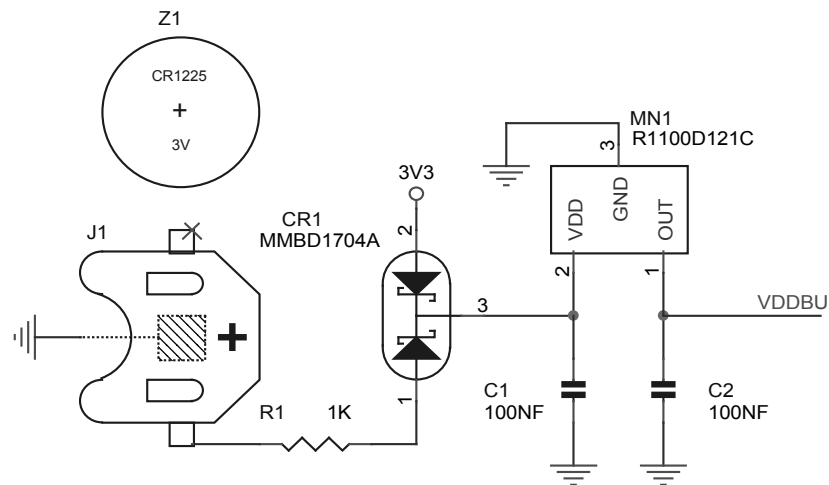 Z1
CR1225
+
3V
MN1
R1100D121C
3
3V3
GND
VDD
OUT
CR1
MMBD1704A
2
J1
2
1
3
VDDBU
+
C1
100NF
C2
100NF
1
R1 1K